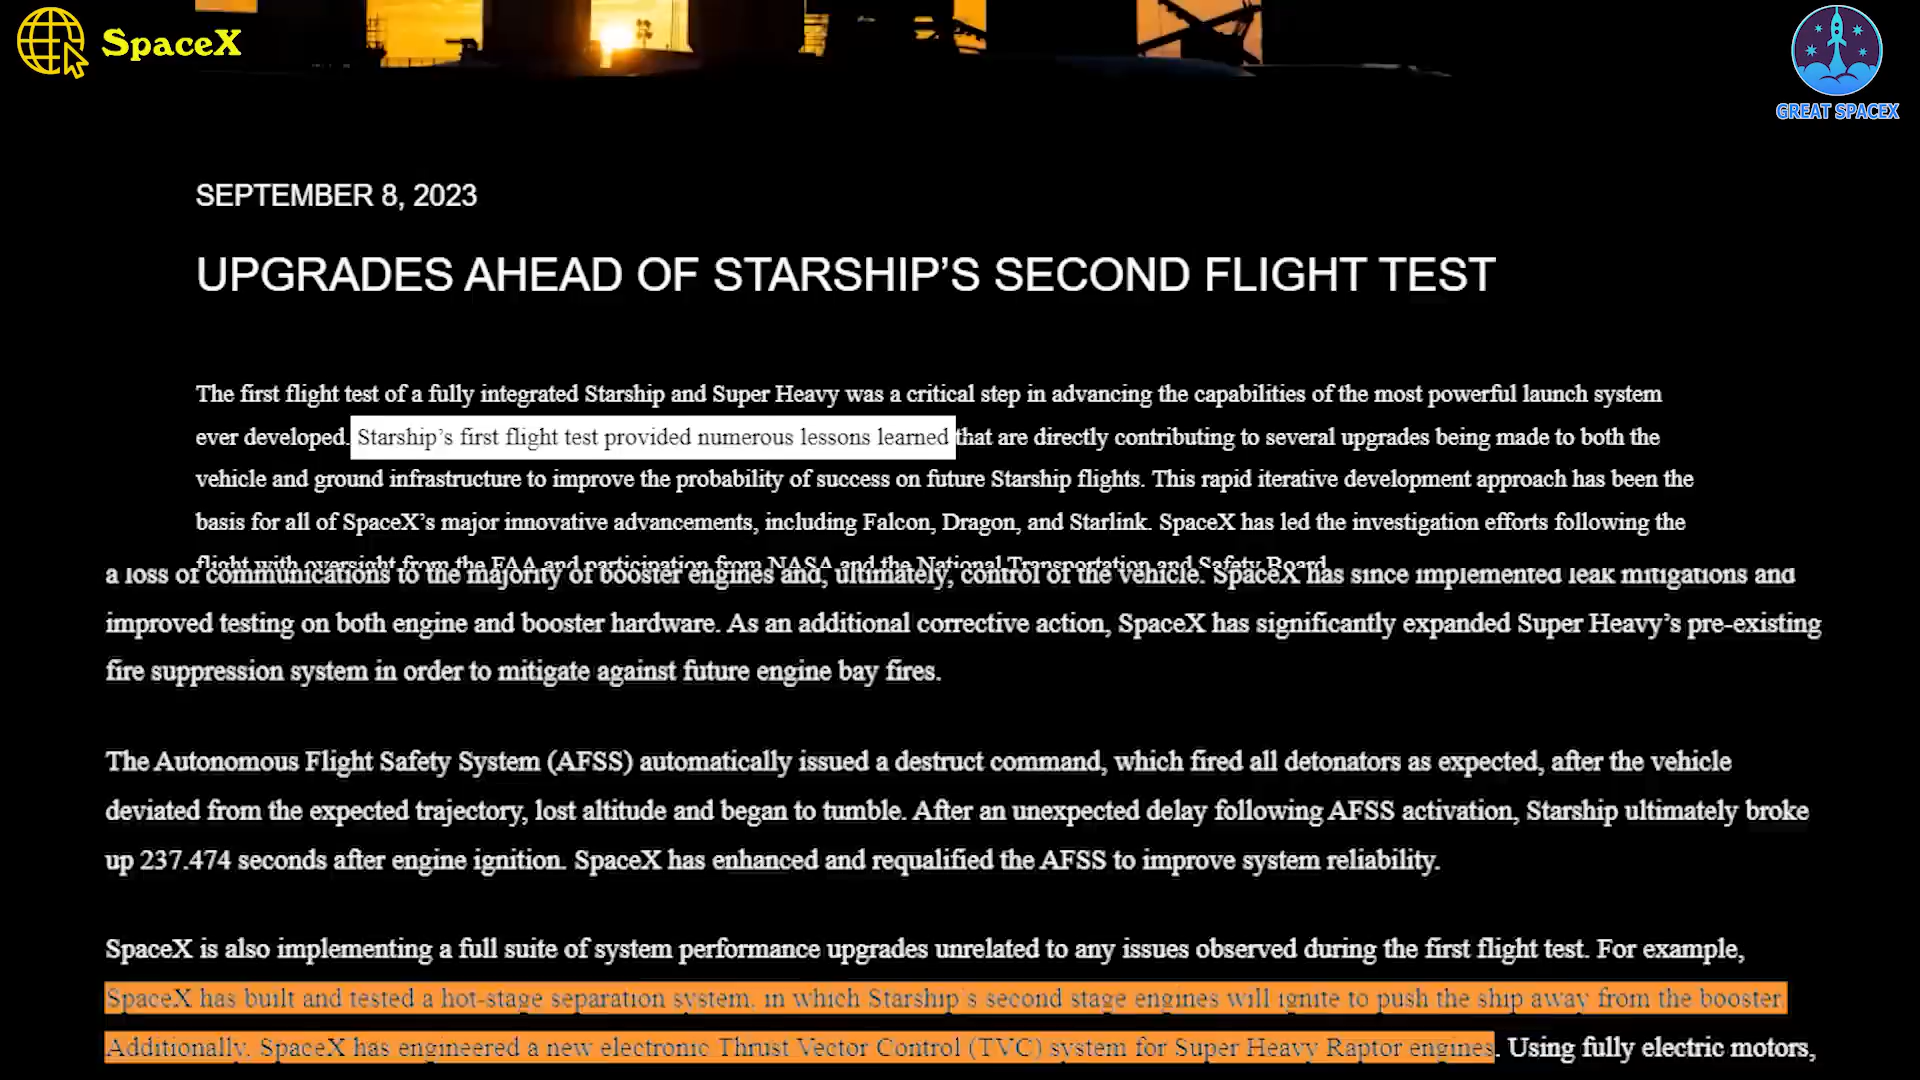 SpaceX
GREAT SPACEX
SEPTEMBER 8, 2023
UPGRADES AHEAD OF STARSHIP’S SECOND FLIGHT TEST
The first flight test of a fully integrated Starship and Super Heavy was a critical step in advancing the capabilities of the most powerful launch system
ever developed. Starship’s first flight test provided numerous lessons learned that are directly contributing to several upgrades being made to both the
vehicle and ground infrastructure to improve the probability of success on future Starship flights. This rapid iterative development approach has been the
basis for all of SpaceX’s major innovative advancements, including Falcon, Dragon, and Starlink. SpaceX has led the investigation efforts following the
flight with oversight from the FAA and participation from NASA and the National Transportation and Safety Board.
a loss of communications to the majority of booster engines and, ultimately, control of the vehicle. SpaceX has since implemented leak mitigations and
improved testing on both engine and booster hardware. As an additional corrective action, SpaceX has significantly expanded Super Heavy’s pre-existing
fire suppression system in order to mitigate against future engine bay fires.
The Autonomous Flight Safety System (AFSS) automatically issued a destruct command, which fired all detonators as expected, after the vehicle
deviated from the expected trajectory, lost altitude and began to tumble. After an unexpected delay following AFSS activation, Starship ultimately broke
up 237.474 seconds after engine ignition. SpaceX has enhanced and requalified the AFSS to improve system reliability.
SpaceX is also implementing a full suite of system performance upgrades unrelated to any issues observed during the first flight test. For example,
SpaceX has built and tested a hot-stage separation system, in which Starship’s second stage engines will ignite to push the ship away from the booster.
Additionally, SpaceX has engineered a new electronic Thrust Vector Control (TVC) system for Super Heavy Raptor engines. Using fully electric motors,